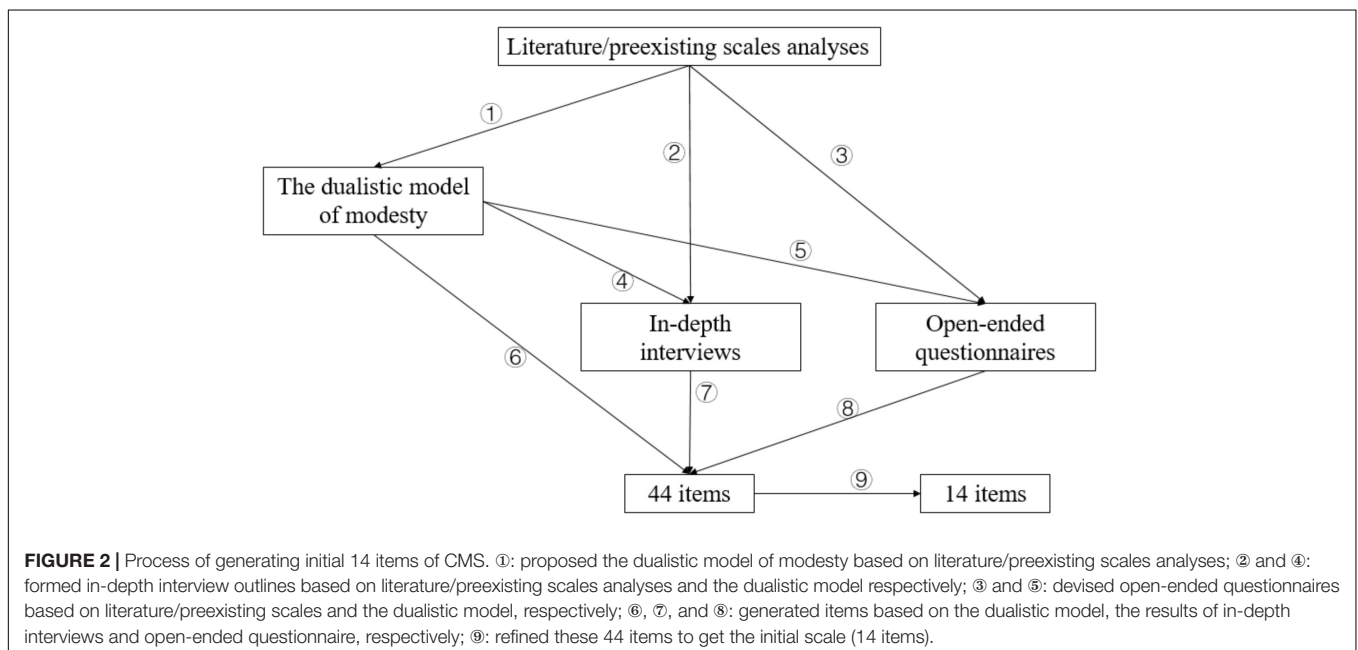 Literature/preexisting scales analyses
①
②
③
The dualistic model
of modesty
④
⑤
In-depth
interviews
Open-ended
questionnaires
⑥
⑦
⑧
44 items
⑨
14 items
FIGURE 2 | Process of generating initial 14 items of CMS. ①: proposed the dualistic model of modesty based on literature/preexisting scales analyses; ② and ④:
formed in-depth interview outlines based on literature/preexisting scales analyses and the dualistic model respectively; ③ and ⑤: devised open-ended questionnaires
based on literature/preexisting scales and the dualistic model, respectively; ⑥, ⑦, and ⑧: generated items based on the dualistic model, the results of in-depth
interviews and open-ended questionnaire, respectively; ⑨: refined these 44 items to get the initial scale (14 items).